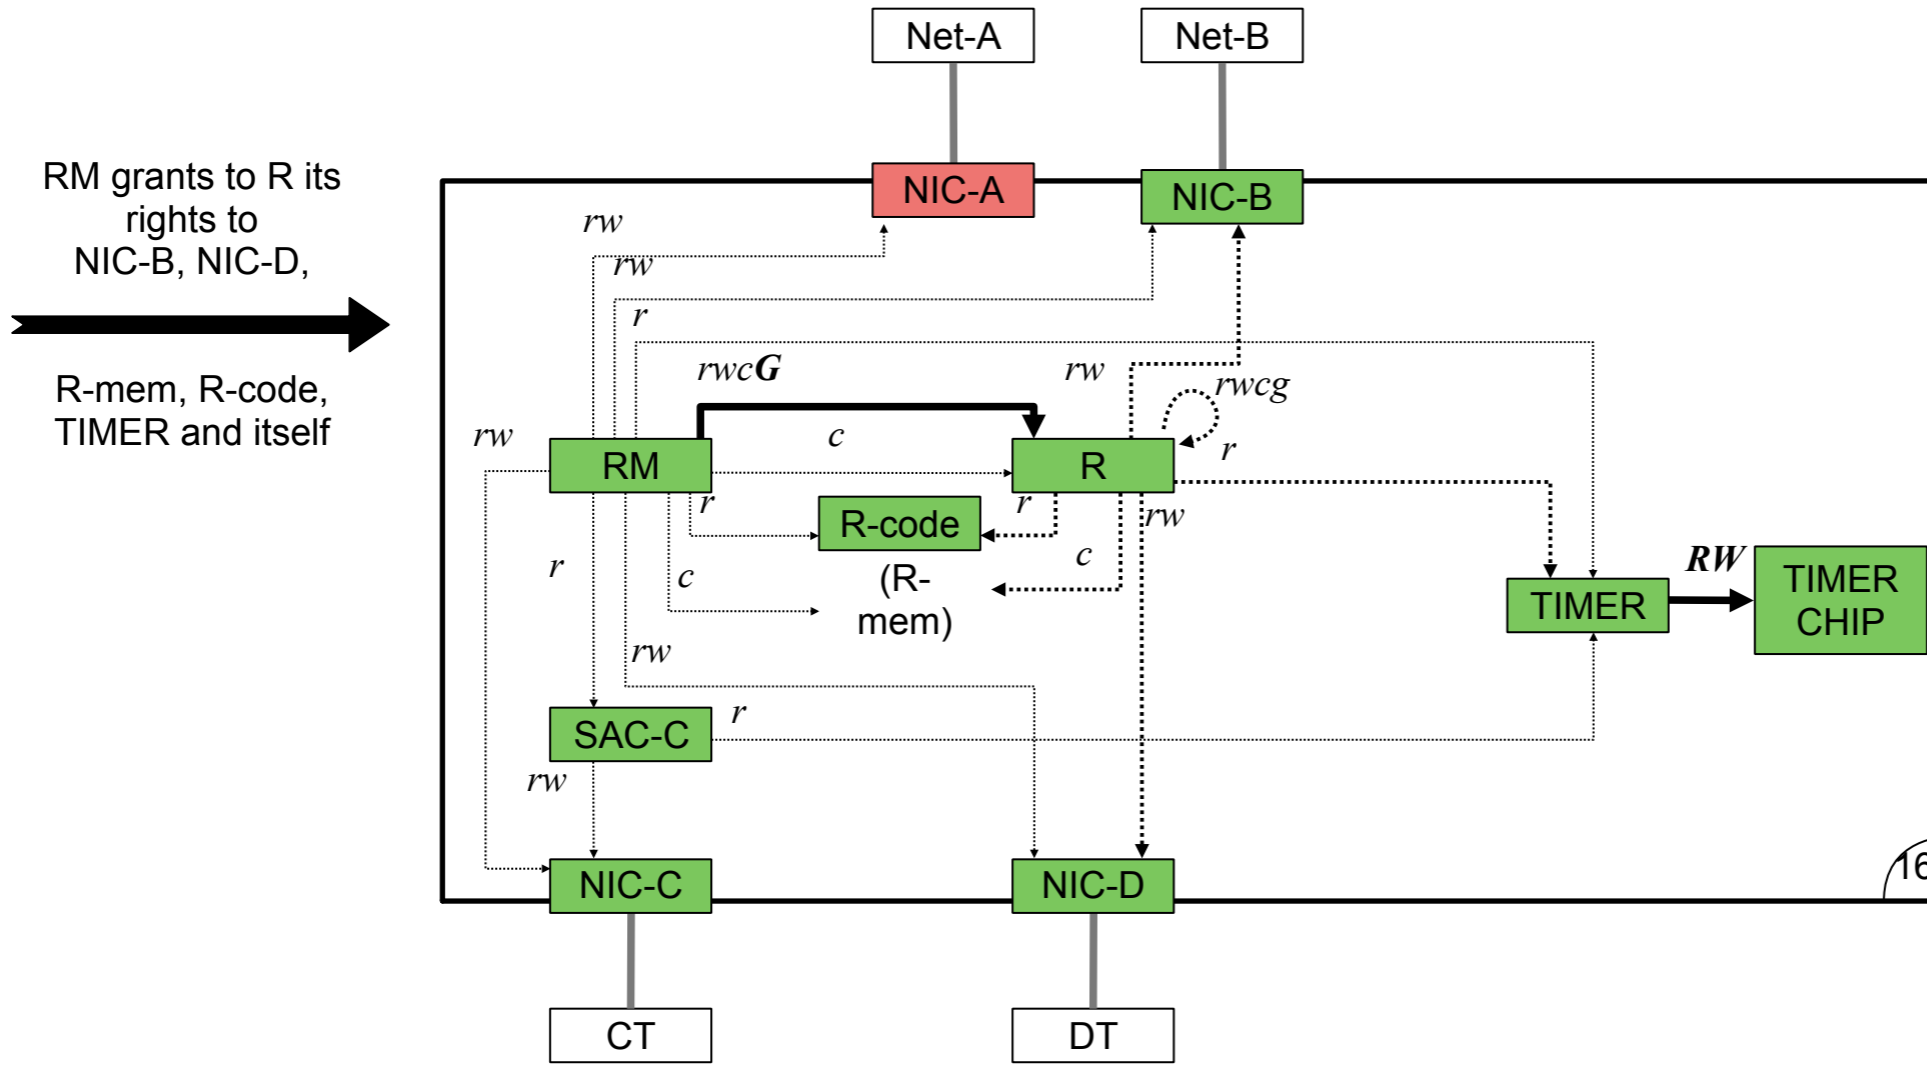 Net-A
Net-B
RM grants to R its
rights to
NIC-B, NIC-D,
R-mem, R-code,
TIMER and itself
NIC-A
NIC-B
rw
rw
r
rwcG
rw
rwcg
rw
c
r
RM
R
r
R-code
r
rw
r
c
(R-
mem)
c
RW
TIMER
TIMER
CHIP
rw
SAC-C
r
rw
NIC-C
NIC-D
16
CT
DT